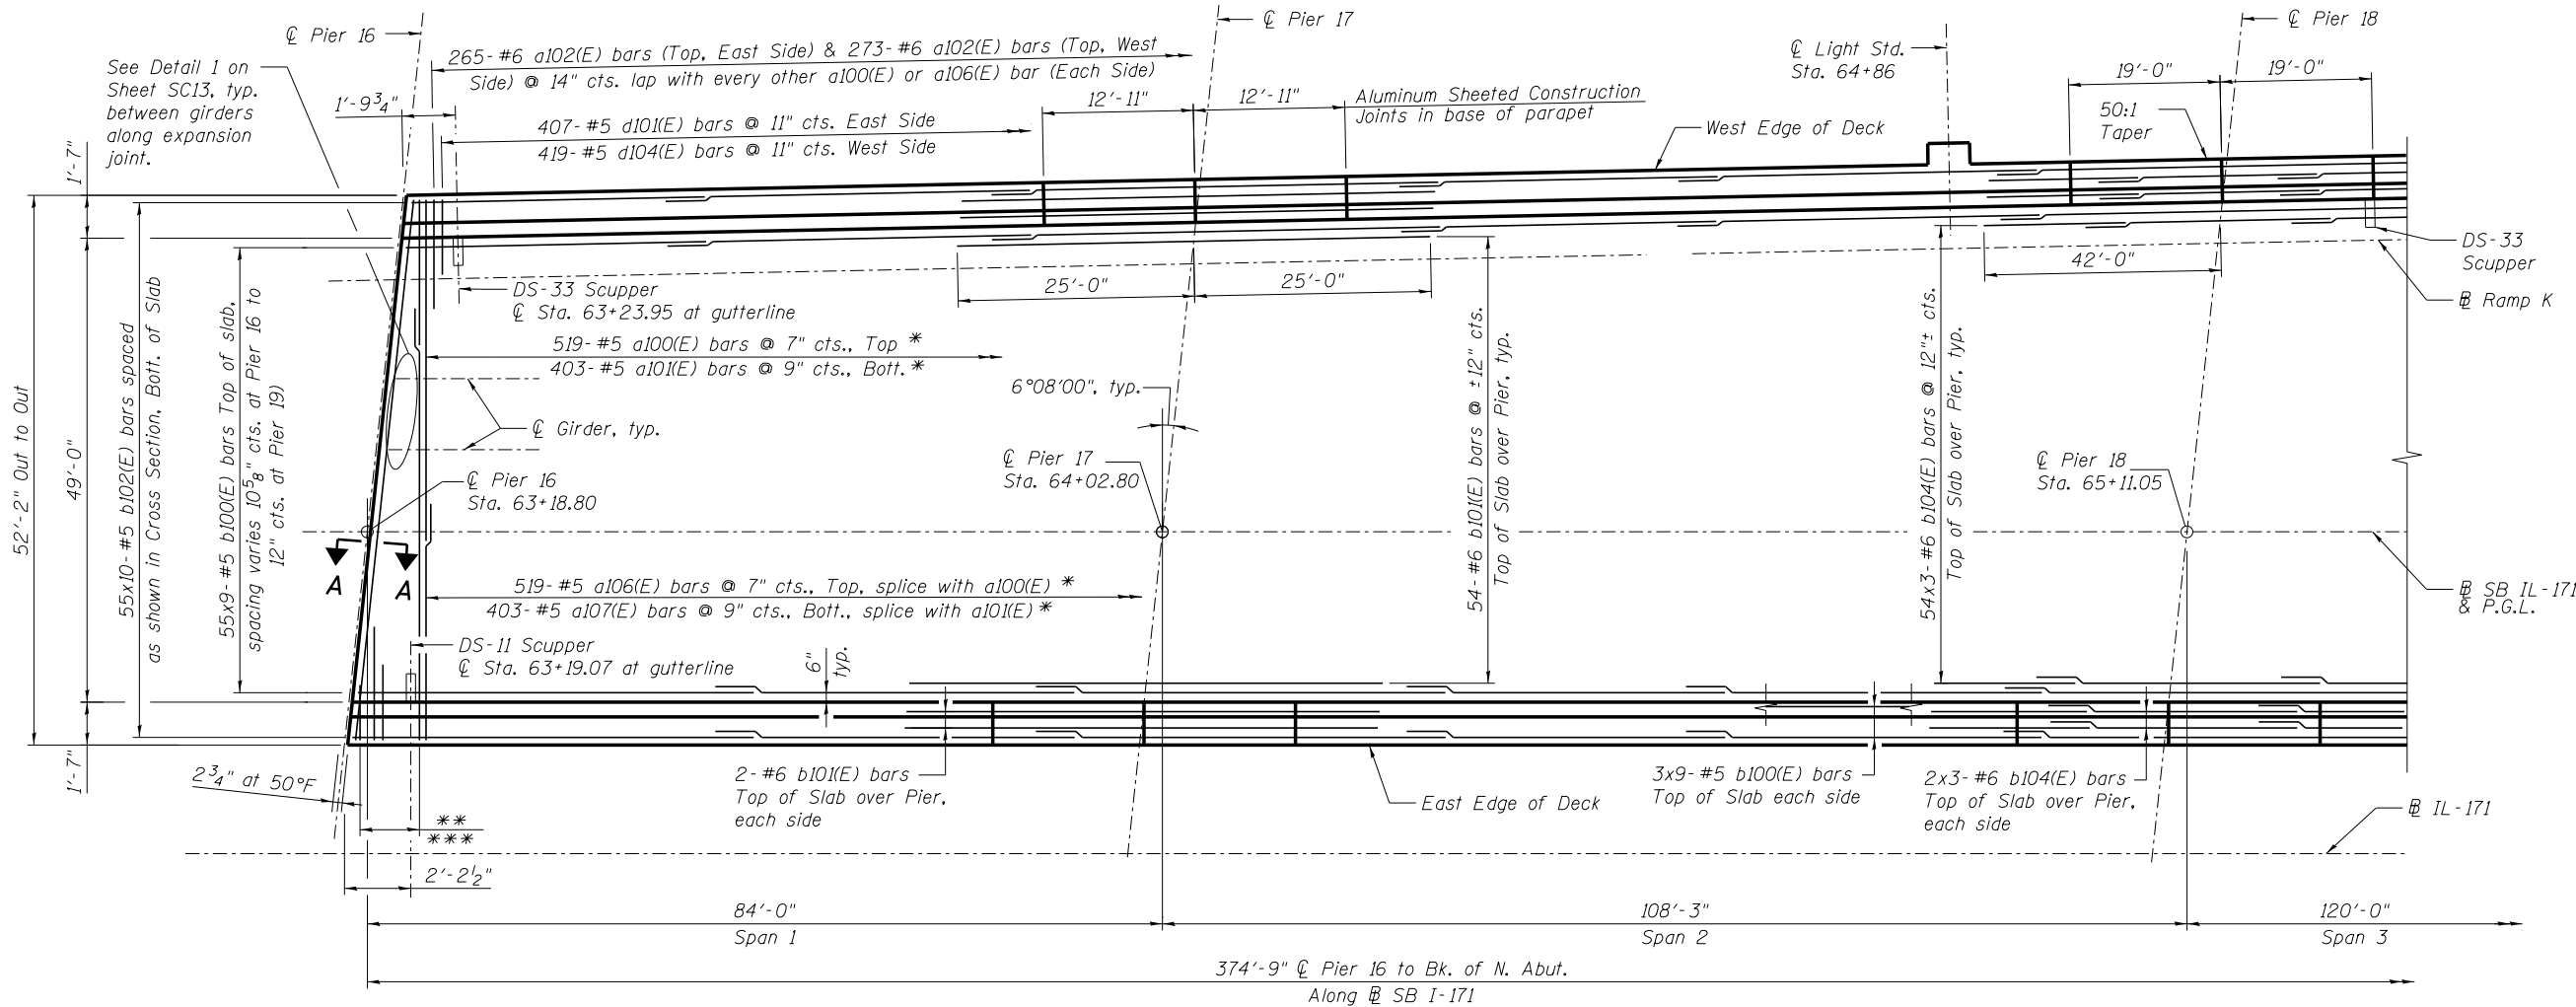 ℄ Pier 16
℄ Pier 17
℄ Pier 18
265-#6 a102(E) bars (Top, East Side) & 273-#6 a102(E) bars (Top, West
Side) @ 14" cts. lap with every other a100(E) or a106(E) bar (Each Side)
See Detail 1 on
Sheet SC13, typ.
between girders
along expansion
joint.
℄ Light Std.
Sta. 64+86
1'-9 3/4"
407-#5 d101(E) bars @ 11" cts. East Side
419-#5 d104(E) bars @ 11" cts. West Side
12'-11"
12'-11"
Aluminum Sheeted Construction
Joints in base of parapet
West Edge of Deck
19'-0"
19'-0"
50:1
Taper
1'-7"
52'-2" Out to Out
49'-0"
1'-7"
55x10-#5 b102(E) bars spaced
as shown in Cross Section, Bott. of Slab
55x9-#5 b100(E) bars Top of slab,
spacing varies 10 5/8" cts. at Pier 16 to
12" cts. at Pier 19)
DS-33 Scupper
℄ Sta. 63+23.95 at gutterline
25'-0"
25'-0"
42'-0"
DS-33
Scupper
B̲L Ramp K
519-#5 a100(E) bars @ 7" cts., Top *
403-#5 a101(E) bars @ 9" cts., Bott.*
6°08'00", typ.
℄ Girder, typ.
℄ Pier 16
Sta. 63+18.80
℄ Pier 17
Sta. 64+02.80
54-#6 b101(E) bars @ ±12" cts.
Top of Slab over Pier, typ.
54x3-#6 b104(E) bars @ 12"± cts.
Top of Slab over Pier, typ.
℄ Pier 18
Sta. 65+11.05
A
A
519-#5 a106(E) bars @ 7" cts., Top, splice with a100(E) *
403-#5 a107(E) bars @ 9" cts., Bott., splice with a101(E) *
B̲L SB IL-171
& P.G.L.
DS-11 Scupper
℄ Sta. 63+19.07 at gutterline
6"
typ.
2 3/4" at 50°F
2-#6 b101(E) bars
Top of Slab over Pier,
each side
East Edge of Deck
3x9-#5 b100(E) bars
Top of Slab each side
2x3-#6 b104(E) bars
Top of Slab over Pier,
each side
B̲L IL-171
**
***
2'-2 1/2"
84'-0"
Span 1
108'-3"
Span 2
120'-0"
Span 3
374'-9" ℄ Pier 16 to Bk. of N. Abut.
Along B̲L SB I-171